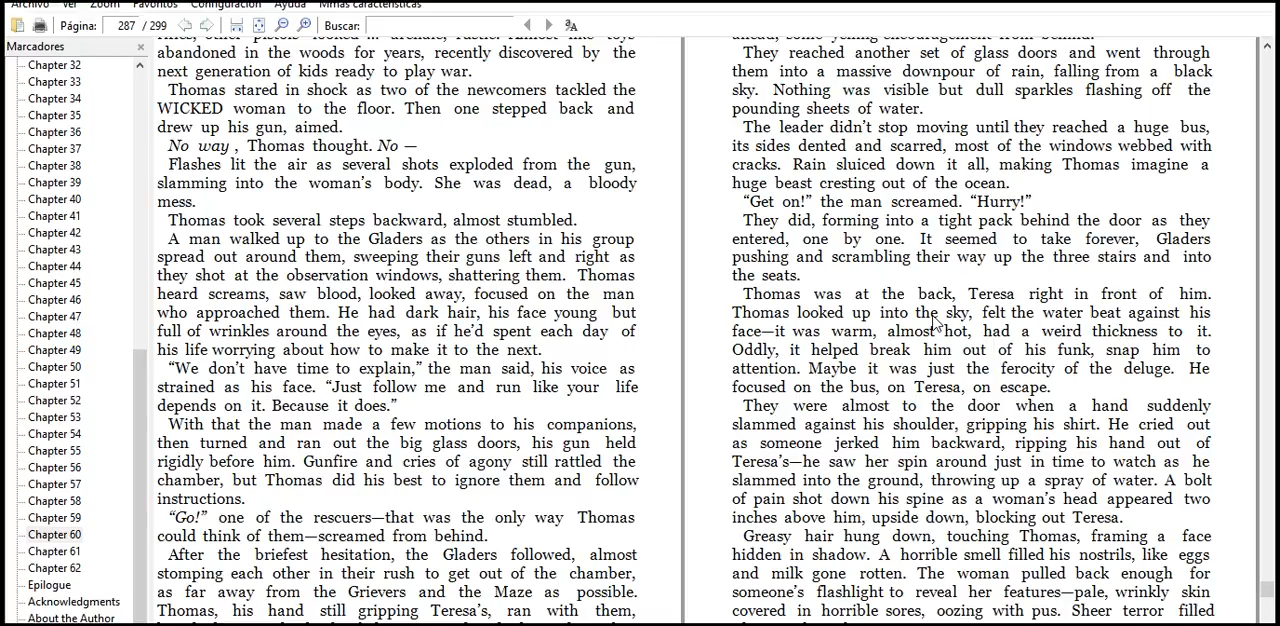 Archivo Ver Zoom Favoritos Configuración Ayuda Mimas características
Página: 287 / 299 Buscar:
Marcadores
Chapter 32
Chapter 33
Chapter 34
Chapter 35
Chapter 36
Chapter 37
Chapter 38
Chapter 39
Chapter 40
Chapter 41
Chapter 42
Chapter 43
Chapter 44
Chapter 45
Chapter 46
Chapter 47
Chapter 48
Chapter 49
Chapter 50
Chapter 51
Chapter 52
Chapter 53
Chapter 54
Chapter 55
Chapter 56
Chapter 57
Chapter 58
Chapter 59
Chapter 60
Chapter 61
Chapter 62
Epilogue
Acknowledgments
About the Author
abandoned in the woods for years, recently discovered by the
next generation of kids ready to play war.
Thomas stared in shock as two of the newcomers tackled the
WICKED woman to the floor. Then one stepped back and
drew up his gun, aimed.
No way , Thomas thought. No —
Flashes lit the air as several shots exploded from the gun,
slamming into the woman's body. She was dead, a bloody
mess.
Thomas took several steps backward, almost stumbled.
A man walked up to the Gladers as the others in his group
spread out around them, sweeping their guns left and right as
they shot at the observation windows, shattering them. Thomas
heard screams, saw blood, looked away, focused on the man
who approached them. He had dark hair, his face young but
full of wrinkles around the eyes, as if he'd spent each day of
his life worrying about how to make it to the next.
“We don't have time to explain,” the man said, his voice as
strained as his face. “Just follow me and run like your life
depends on it. Because it does.”
With that the man made a few motions to his companions,
then turned and ran out the big glass doors, his gun held
rigidly before him. Gunfire and cries of agony still rattled the
chamber, but Thomas did his best to ignore them and follow
instructions.
“Go!” one of the rescuers—that was the only way Thomas
could think of them—screamed from behind.
After the briefest hesitation, the Gladers followed, almost
stomping each other in their rush to get out of the chamber,
as far away from the Grievers and the Maze as possible.
Thomas, his hand still gripping Teresa's, ran with them,
They reached another set of glass doors and went through
them into a massive downpour of rain, falling from a black
sky. Nothing was visible but dull sparkles flashing off the
pounding sheets of water.
The leader didn't stop moving until they reached a huge bus,
its sides dented and scarred, most of the windows webbed with
cracks. Rain sluiced down it all, making Thomas imagine a
huge beast cresting out of the ocean.
“Get on!” the man screamed. “Hurry!”
They did, forming into a tight pack behind the door as they
entered, one by one. It seemed to take forever, Gladers
pushing and scrambling their way up the three stairs and into
the seats.
Thomas was at the back, Teresa right in front of him.
Thomas looked up into the sky, felt the water beat against his
face—it was warm, almost hot, had a weird thickness to it.
Oddly, it helped break him out of his funk, snap him to
attention. Maybe it was just the ferocity of the deluge. He
focused on the bus, on Teresa, on escape.
They were almost to the door when a hand suddenly
slammed against his shoulder, gripping his shirt. He cried out
as someone jerked him backward, ripping his hand out of
Teresa's—he saw her spin around just in time to watch as he
slammed into the ground, throwing up a spray of water. A bolt
of pain shot down his spine as a woman's head appeared two
inches above him, upside down, blocking out Teresa.
Greasy hair hung down, touching Thomas, framing a face
hidden in shadow. A horrible smell filled his nostrils, like eggs
and milk gone rotten. The woman pulled back enough for
someone's flashlight to reveal her features—pale, wrinkly skin
covered in horrible sores, oozing with pus. Sheer terror filled